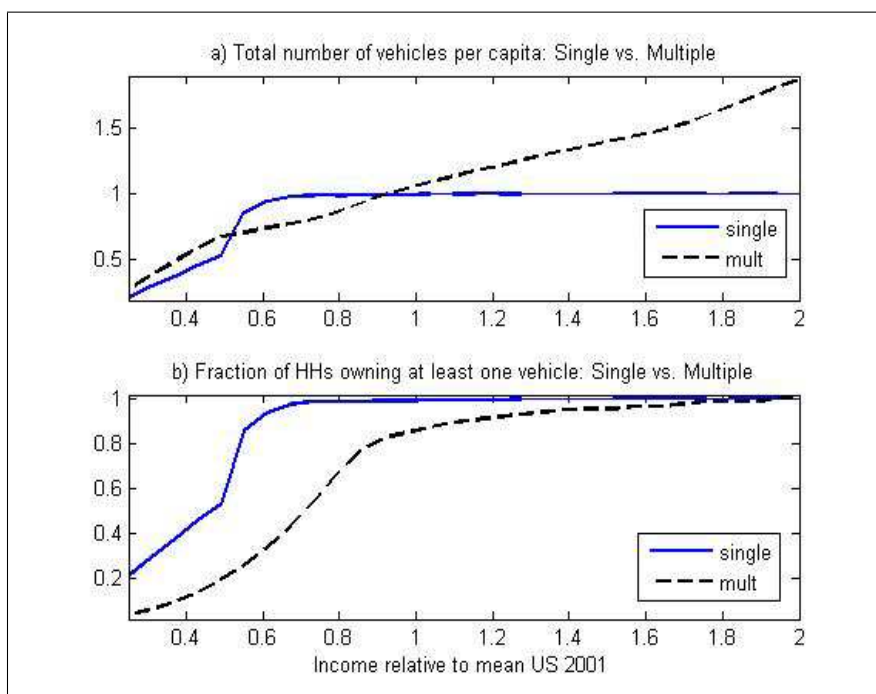 a) Total number of vehicles per capita: Single vs. Multiple
1.5
1
0.5
single
mult
0.4 0.6 0.8 1 1.2 1.4 1.6 1.8 2
b) Fraction of HHs owning at least one vehicle: Single vs. Multiple
1
0.8
0.6
0.4
0.2
single
mult
0.4 0.6 0.8 1 1.2 1.4 1.6 1.8 2
Income relative to mean US 2001